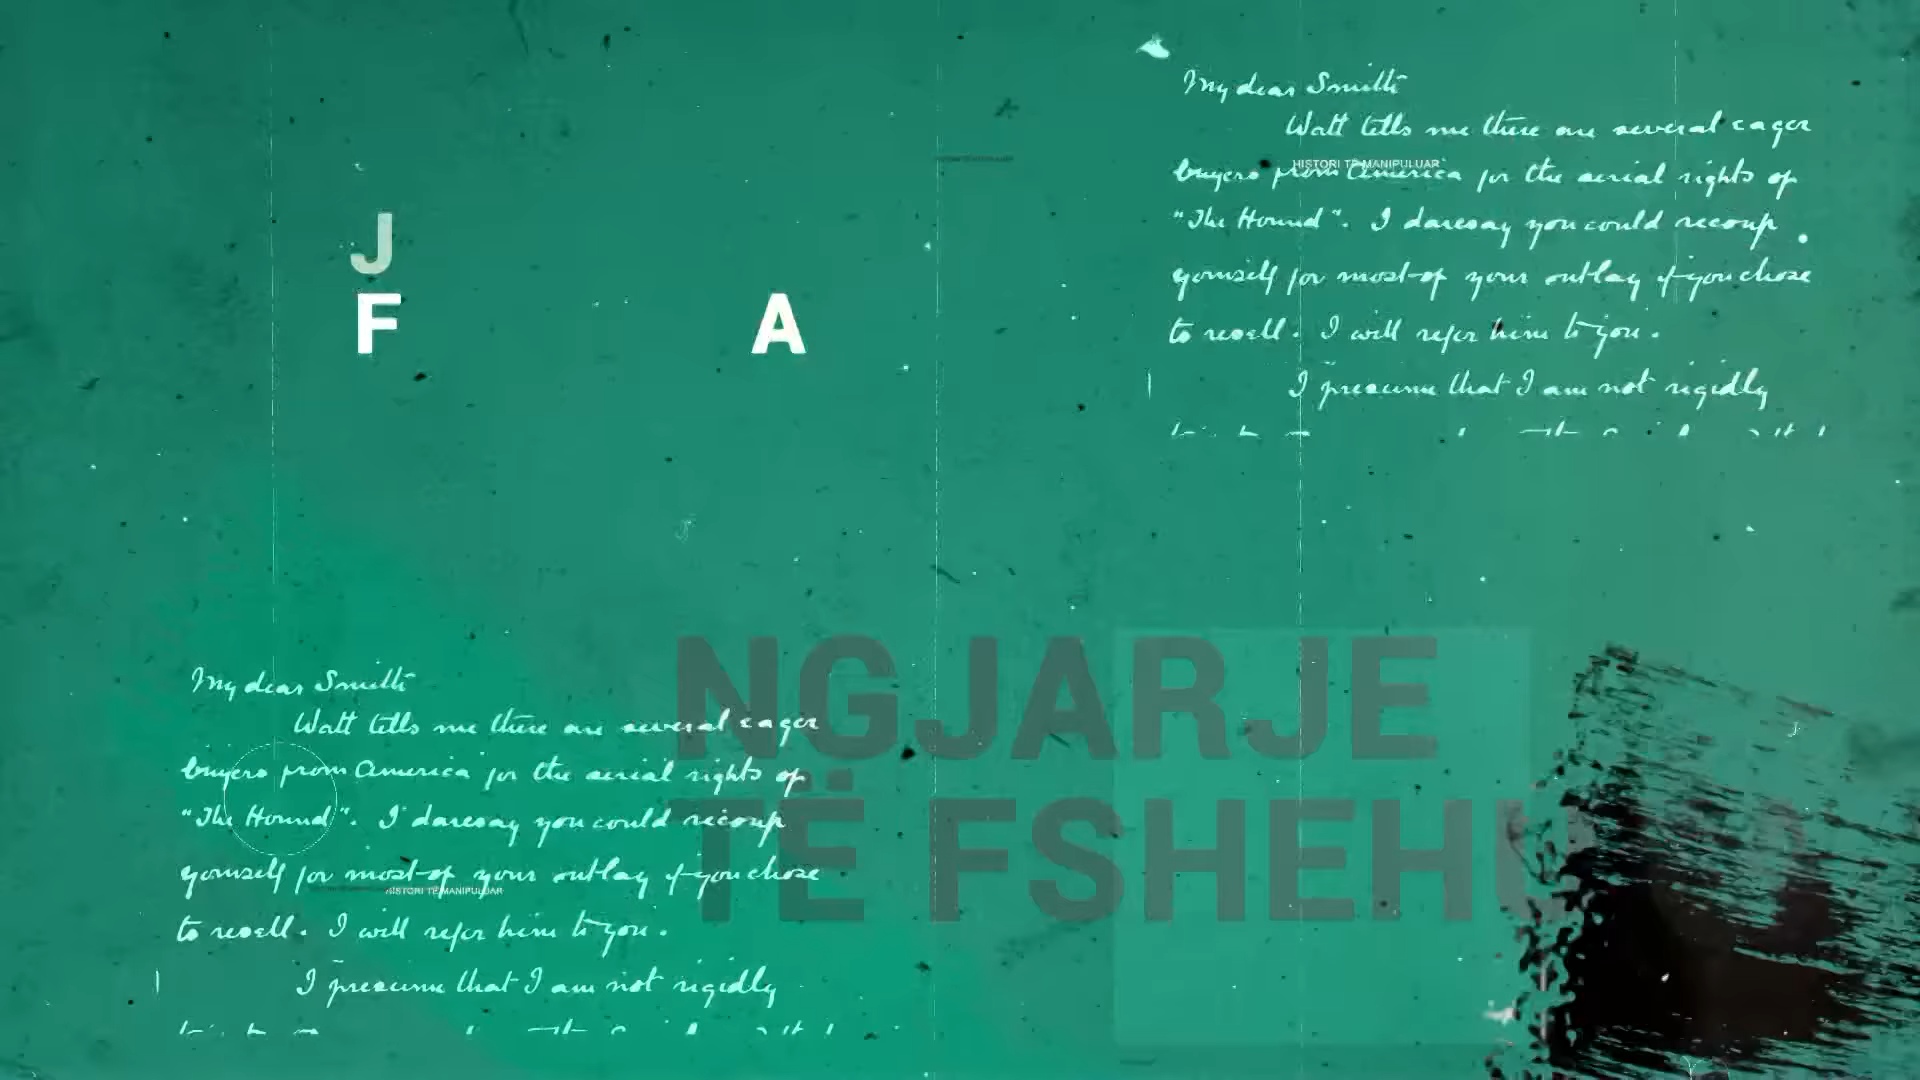 J
F A
My dear Smith
Watt tells me there are several eager
buyers from America for the aerial rights of
HISTORI TË MANIPULUAR
"The Hound". I daresay you could recoup
yourself for most of your outlay if you chose
to resell. I will refer him to you.
I presume that I am not rigidly
NGJARJE
TË FSHEHU
My dear Smith
Watt tells me there are several eager
buyers from America for the aerial rights of
"The Hound". I daresay you could recoup
yourself for most of your outlay if you chose
HISTORI TË MANIPULUAR
to resell. I will refer him to you.
I presume that I am not rigidly